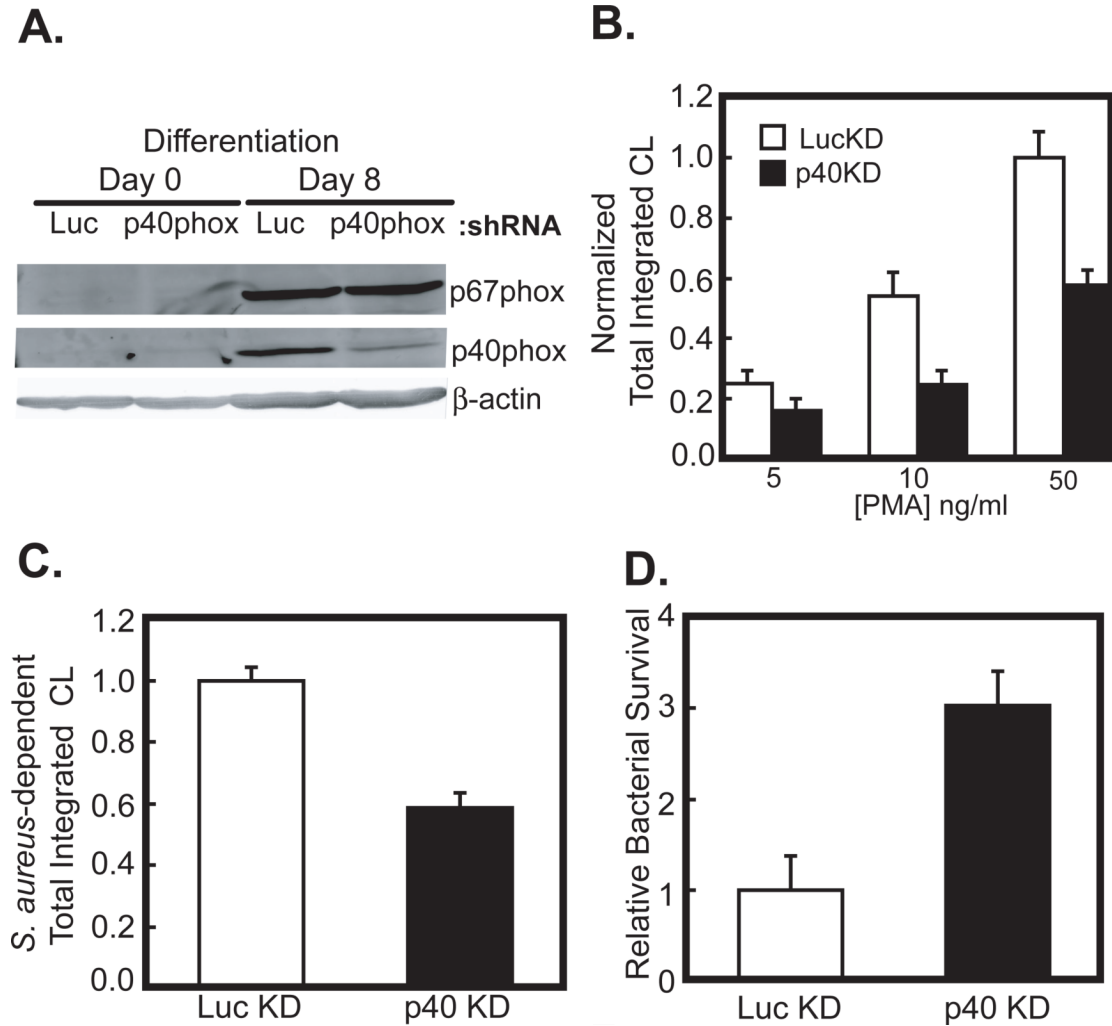 A.
Differentiation
Day 0 Day 8
Luc p40phox Luc p40phox :shRNA
p67phox
p40phox
β-actin
B.
Normalized
Total Integrated CL
1.2
1.0
0.8
0.6
0.4
0.2
0.0
LucKD
p40KD
5 10 50
[PMA] ng/ml
C.
S. aureus-dependent
Total Integrated CL
1.2
1.0
0.8
0.6
0.4
0.2
0.0
Luc KD p40 KD
D.
Relative Bacterial Survival
4
3
2
1
0
Luc KD p40 KD